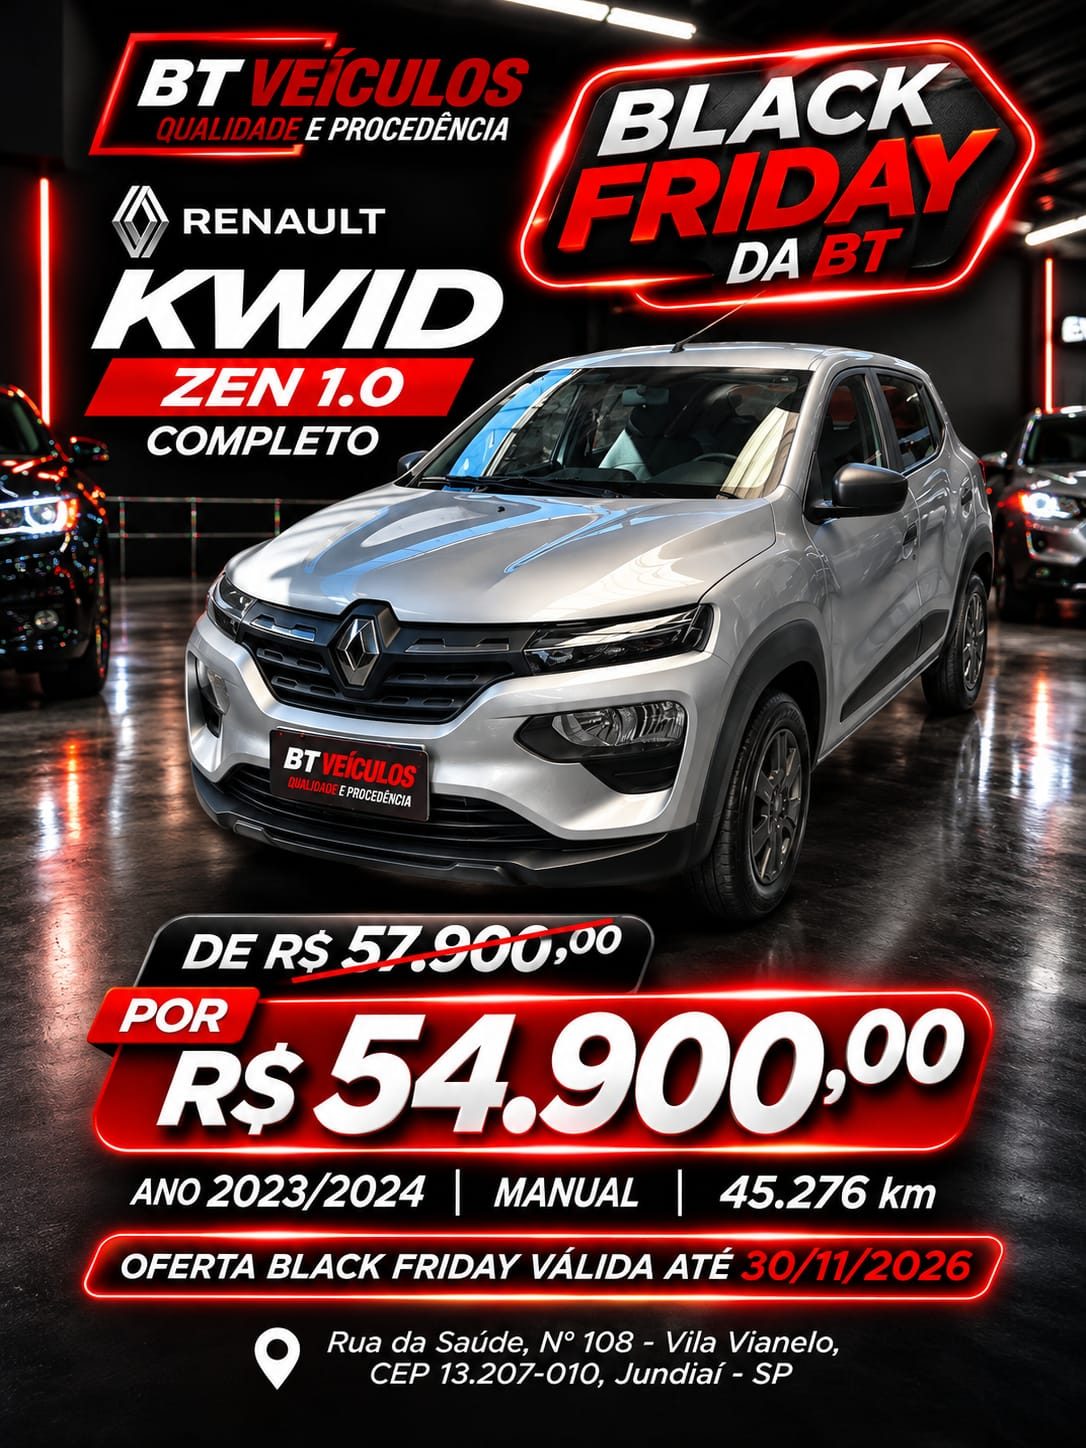 BT VEÍCULOS
QUALIDADE E PROCEDÊNCIA
BLACK
FRIDAY
DA BT
RENAULT
KWID
ZEN 1.0
COMPLETO
BT VEÍCULOS
QUALIDADE E PROCEDÊNCIA
DE R$ 57.900,00
POR
R$ 54.900,00
ANO 2023/2024 | MANUAL | 45.276 km
OFERTA BLACK FRIDAY VÁLIDA ATÉ 30/11/2026
Rua da Saúde, Nº 108 - Vila Vianelo,
CEP 13.207-010, Jundiaí - SP